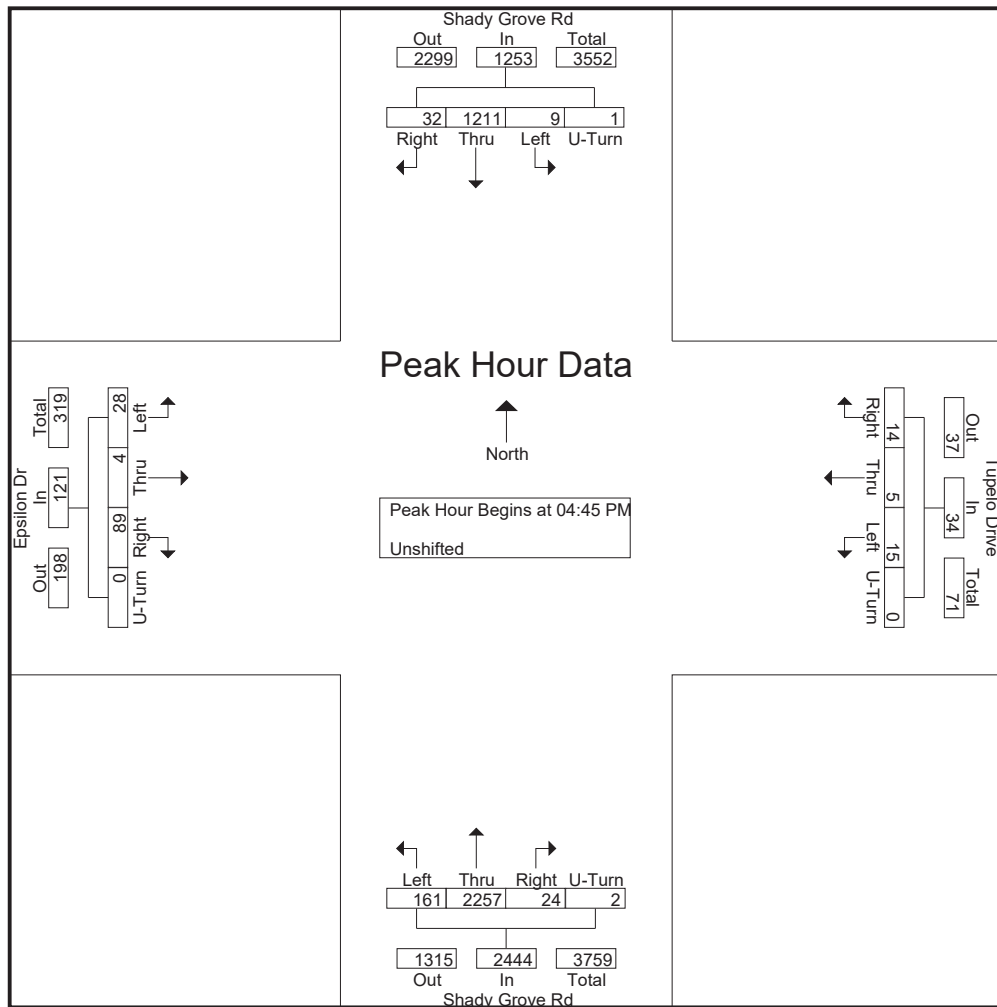 Shady Grove Rd
Out In Total
2299 1253 3552
32 1211 9 1
Right Thru Left U-Turn
Peak Hour Data
North
Peak Hour Begins at 04:45 PM
Unshifted
Epsilon Dr
Out In Total
198 121 319
0 89 4 28
U-Turn Right Thru Left
Tupelo Drive
Out In Total
37 34 71
14 5 15 0
Right Thru Left U-Turn
Left Thru Right U-Turn
161 2257 24 2
1315 2444 3759
Out In Total
Shady Grove Rd